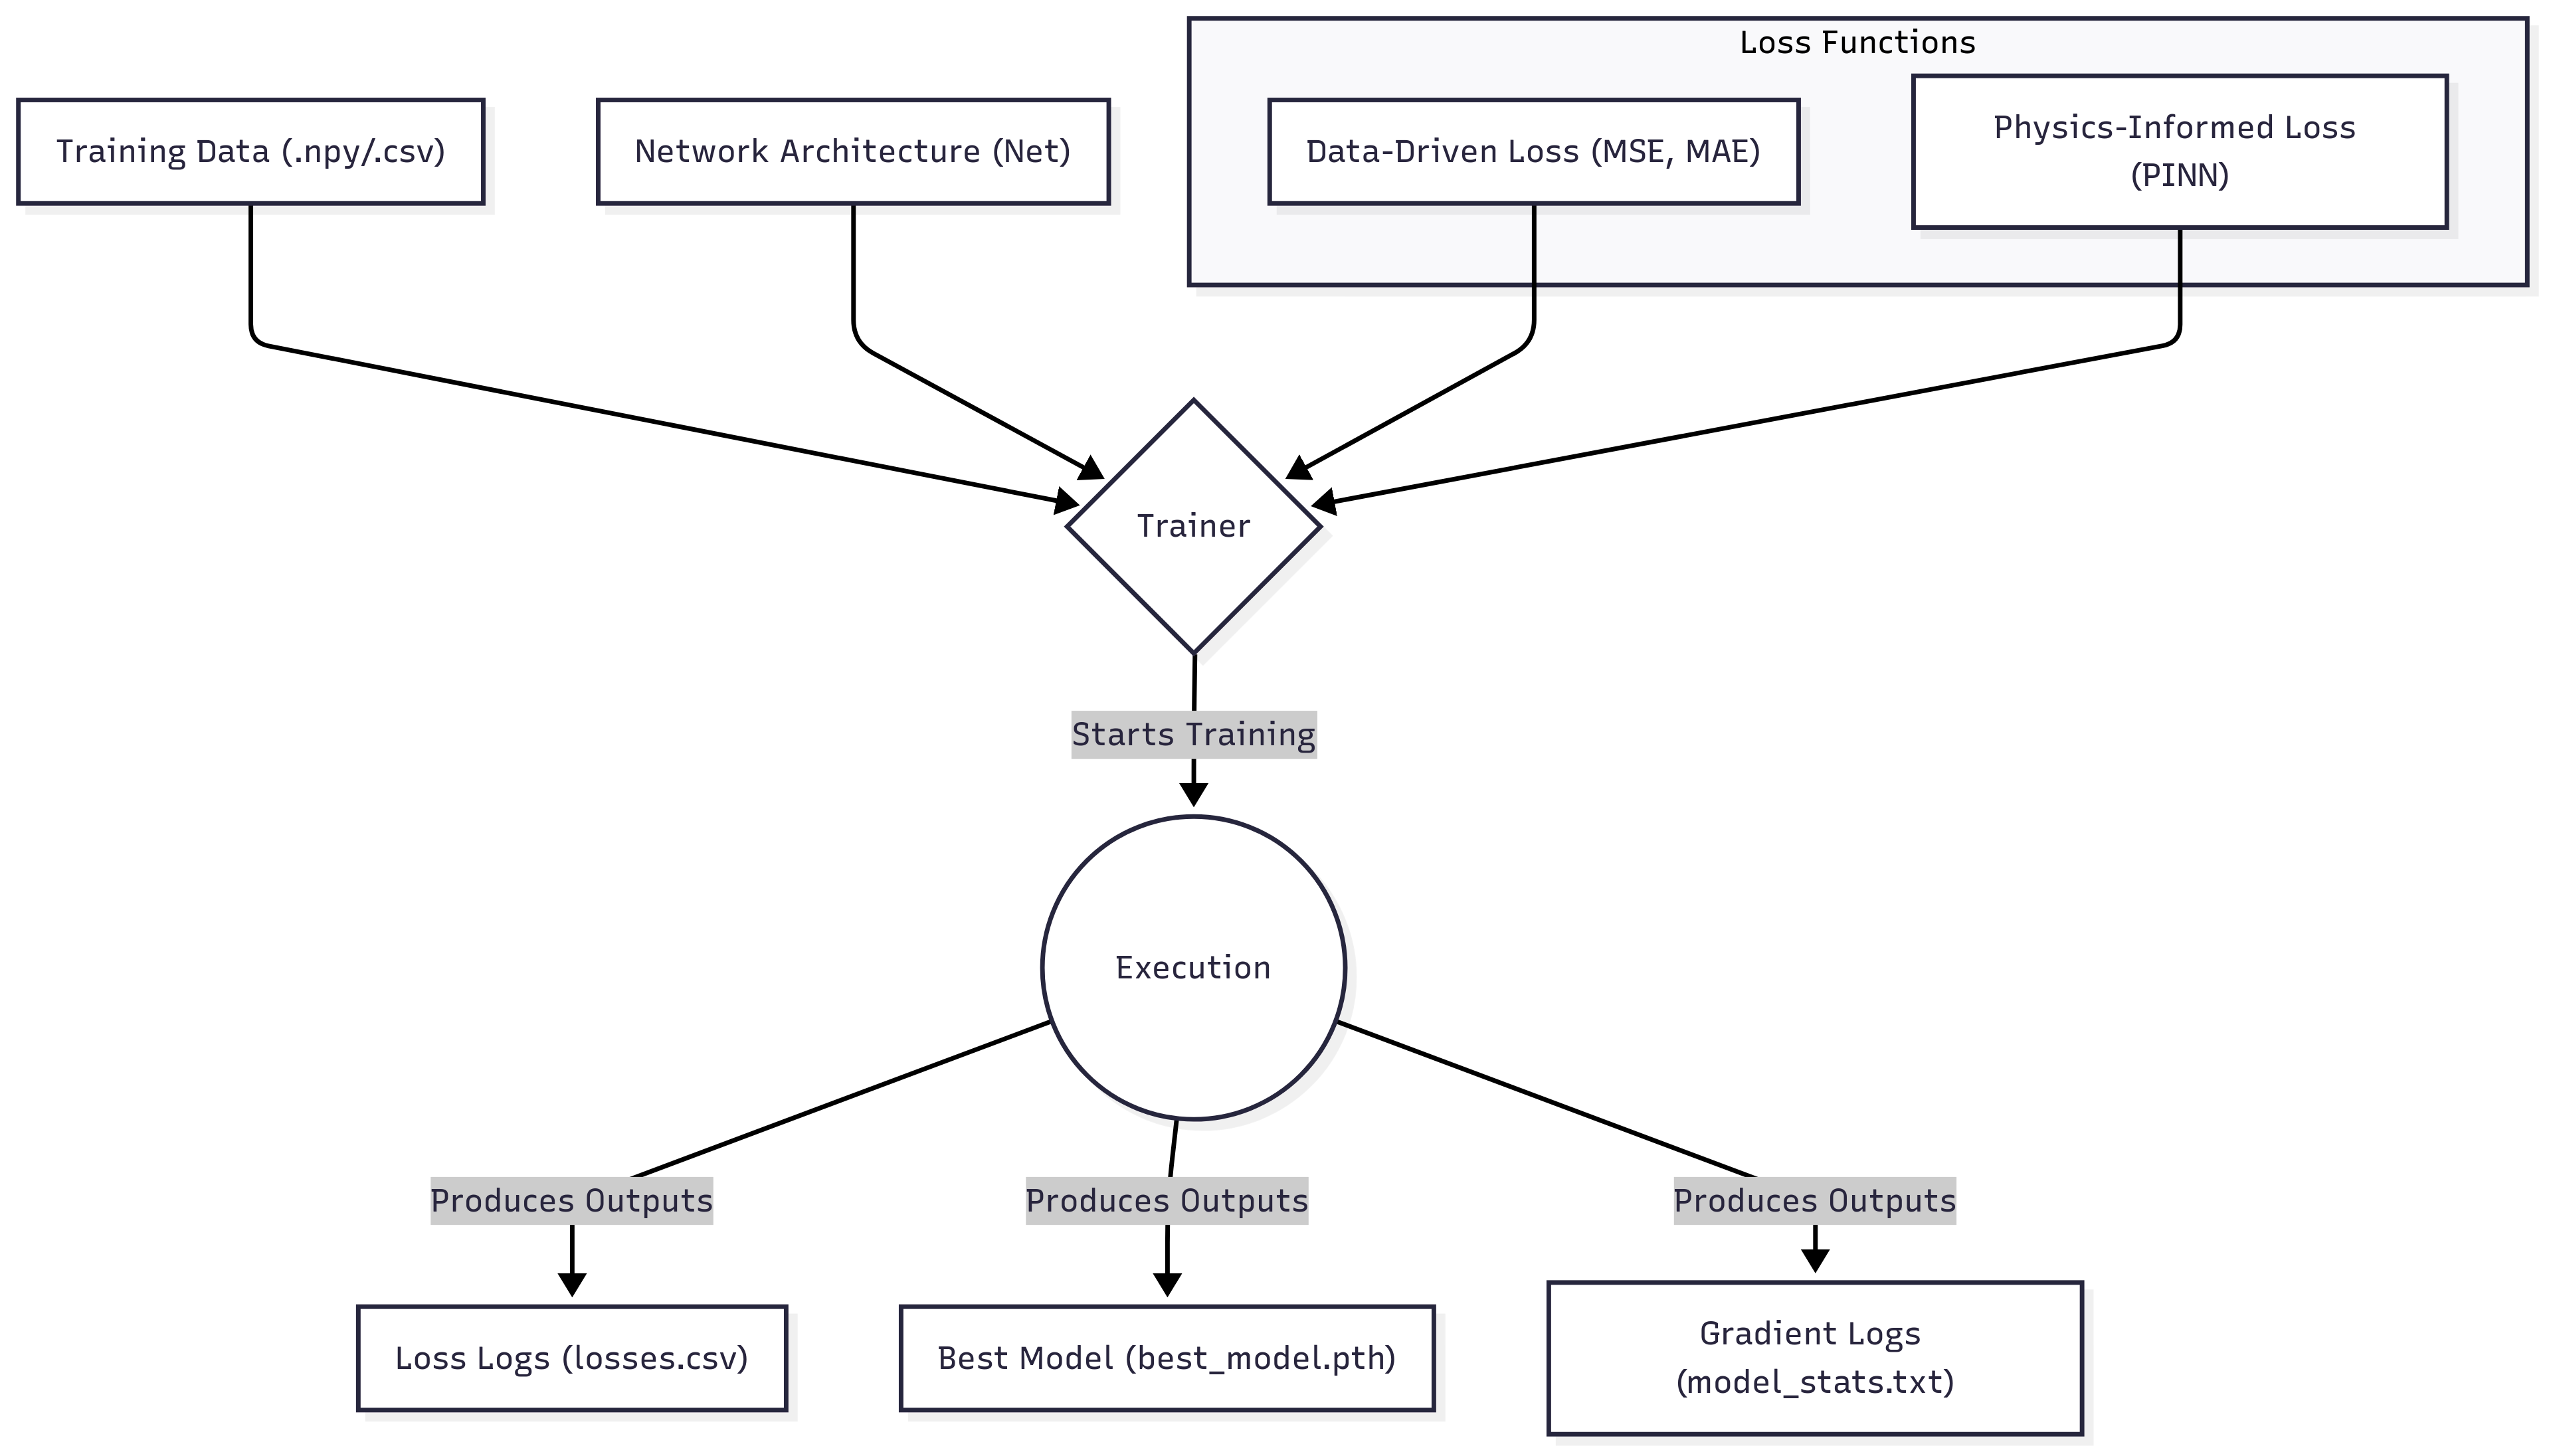 Loss Functions
Training Data (.npy/.csv)
Network Architecture (Net)
Data-Driven Loss (MSE, MAE)
Physics-Informed Loss
(PINN)
Trainer
Starts Training
Execution
Produces Outputs
Produces Outputs
Produces Outputs
Loss Logs (losses.csv)
Best Model (best_model.pth)
Gradient Logs
(model_stats.txt)